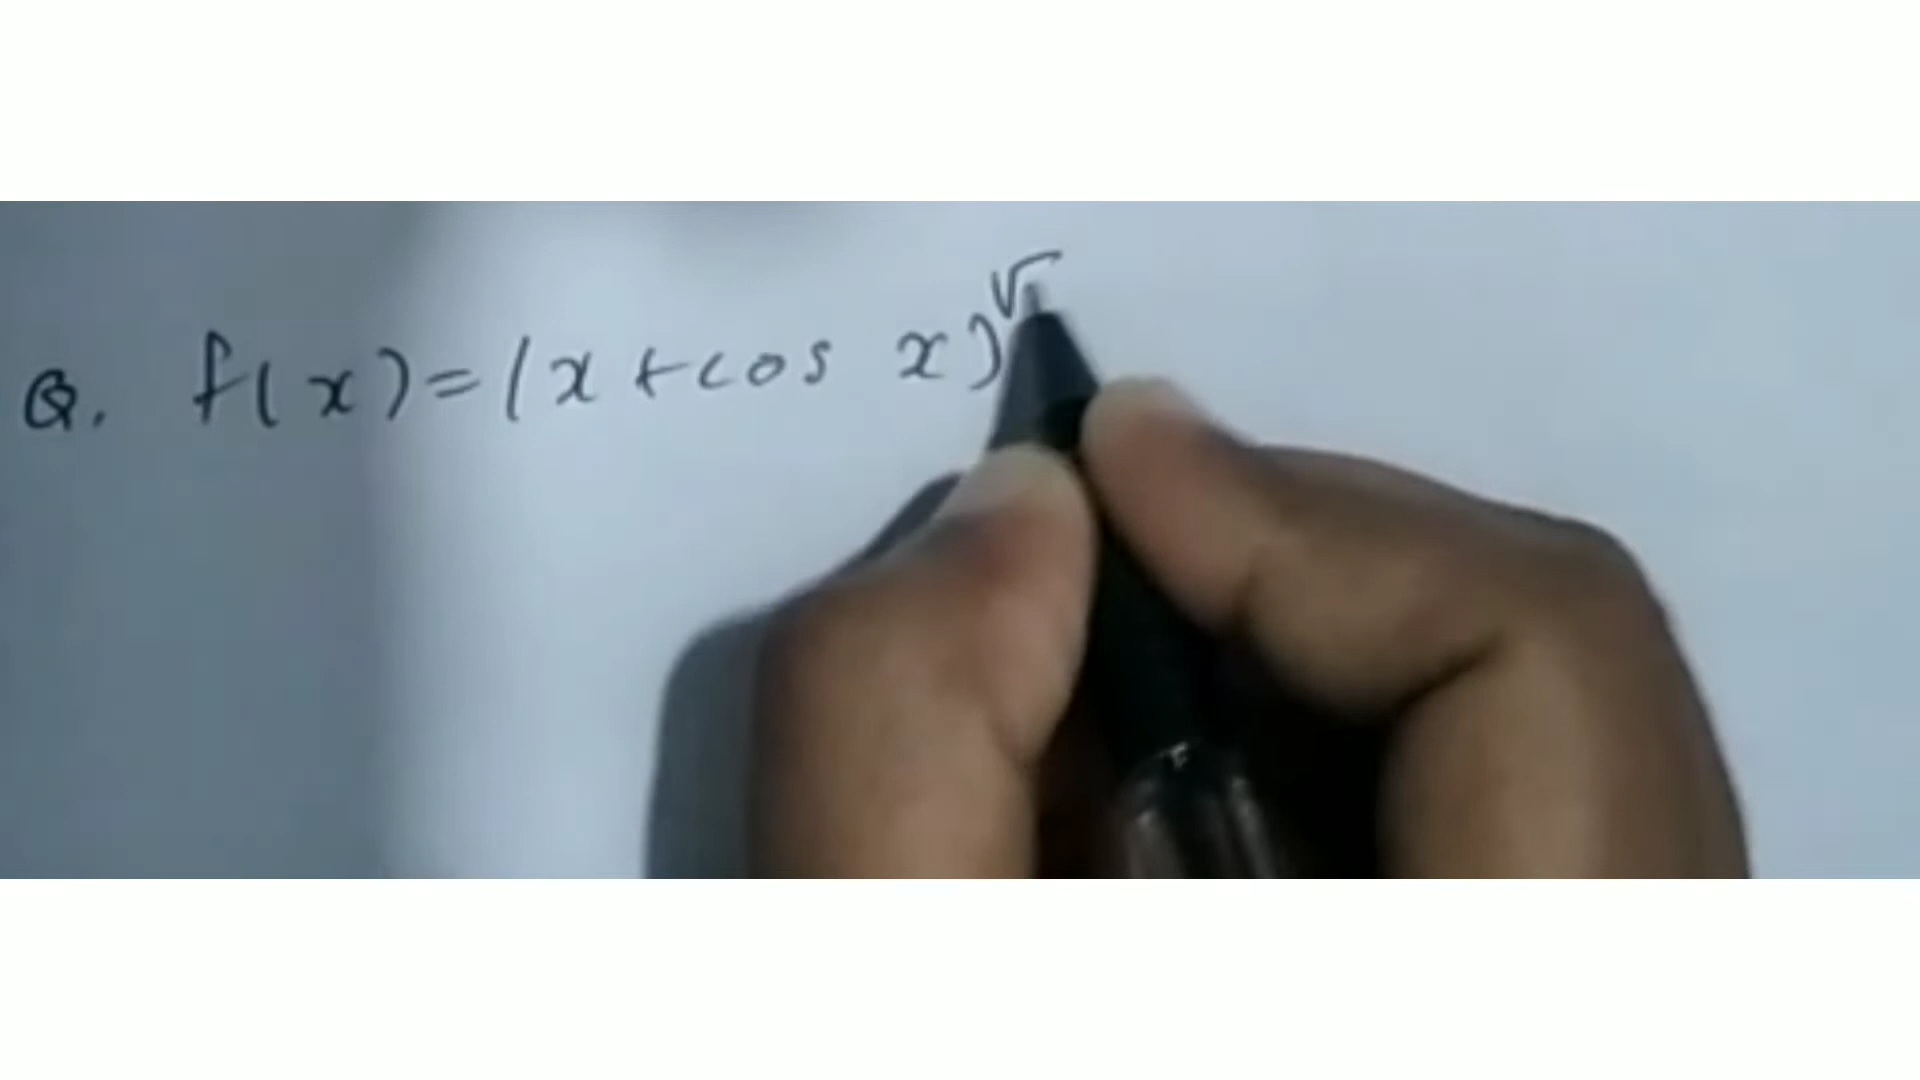 Q. f(x)=(x+cos x)^√